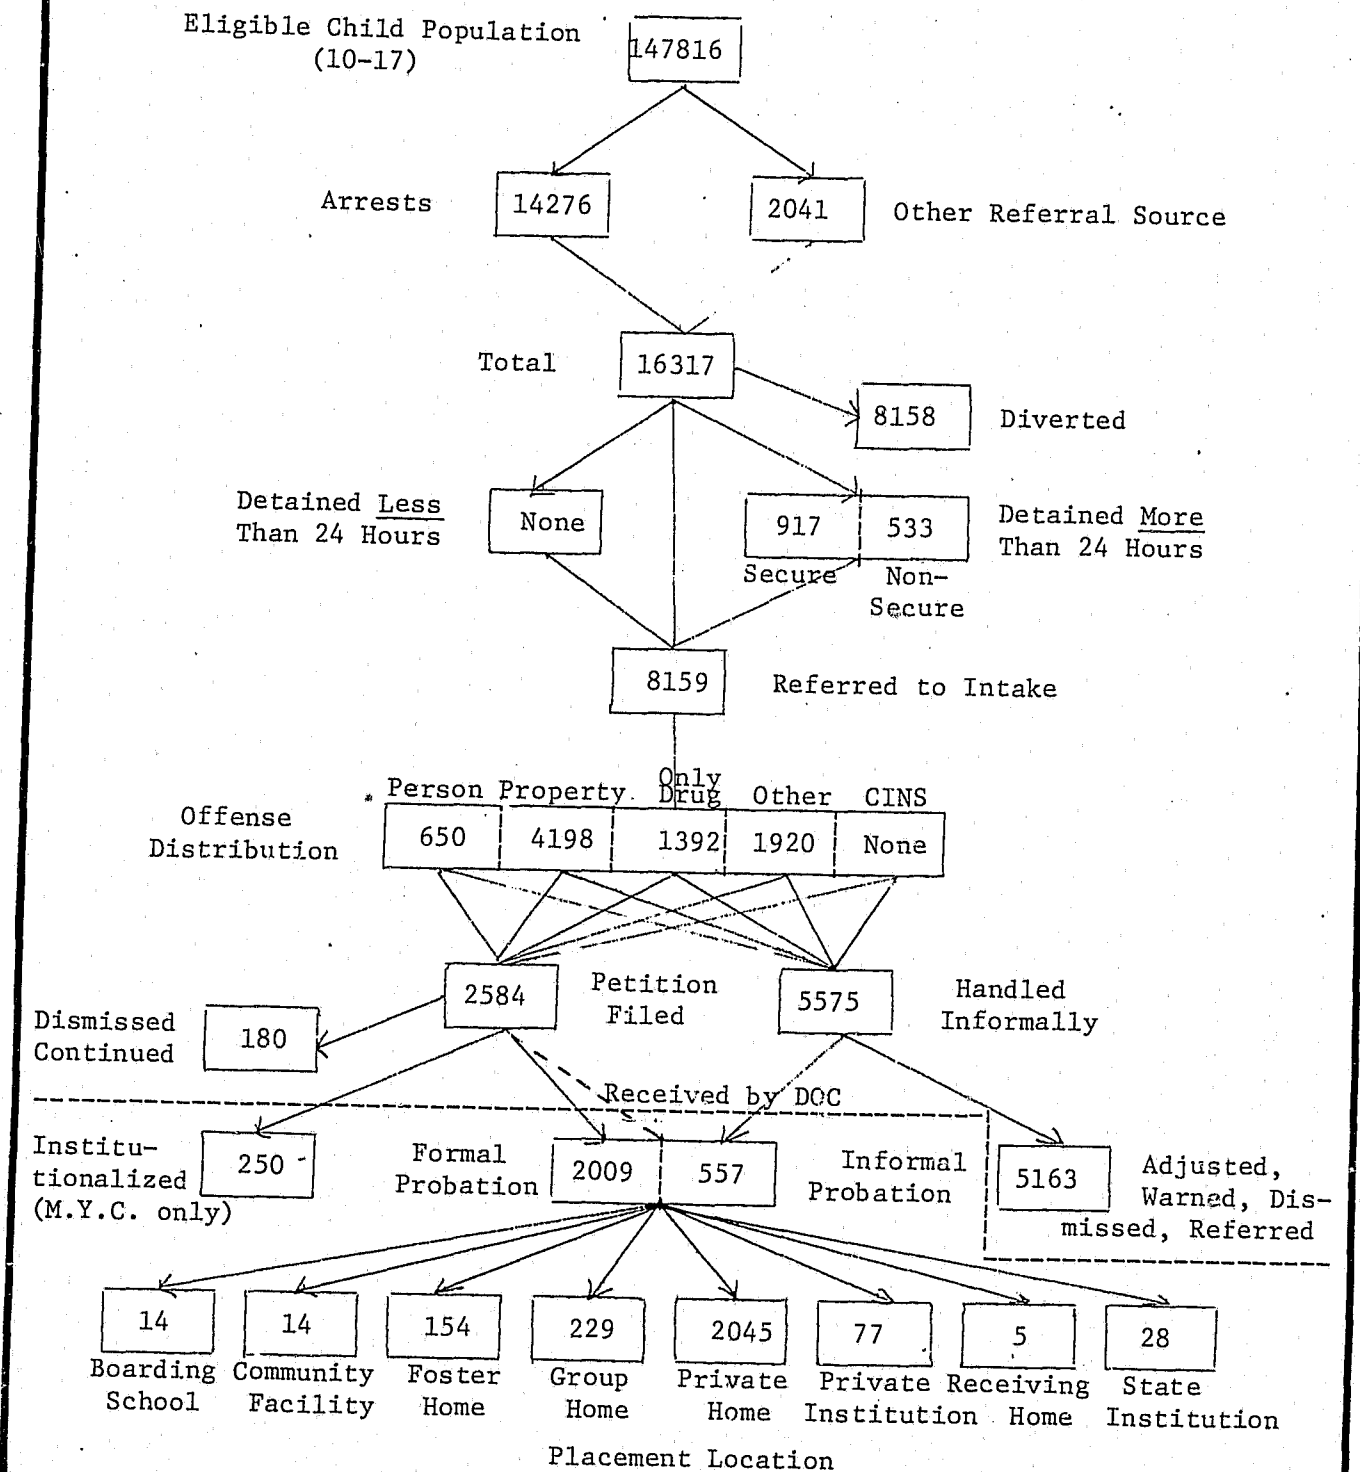 Eligible Child Population
(10-17)
147816
Arrests
14276
2041
Other Referral Source
Total
16317
8158
Diverted
Detained Less
Than 24 Hours
None
917
533
Detained More
Than 24 Hours
Secure
Non-
Secure
8159
Referred to Intake
Offense
Distribution
Person Property Only Drug Other CINS
650 4198 1392 1920 None
2584
Petition
Filed
5575
Handled
Informally
Dismissed
Continued
180
Received by DOC
Institu-
tionalized
(M.Y.C. only)
250
Formal
Probation
2009
557
Informal
Probation
5163
Adjusted,
Warned, Dis-
missed, Referred
14 14 154 229 2045 77 5 28
Boarding Community Foster Group Private Private Receiving State
School Facility Home Home Home Institution Home Institution
Placement Location